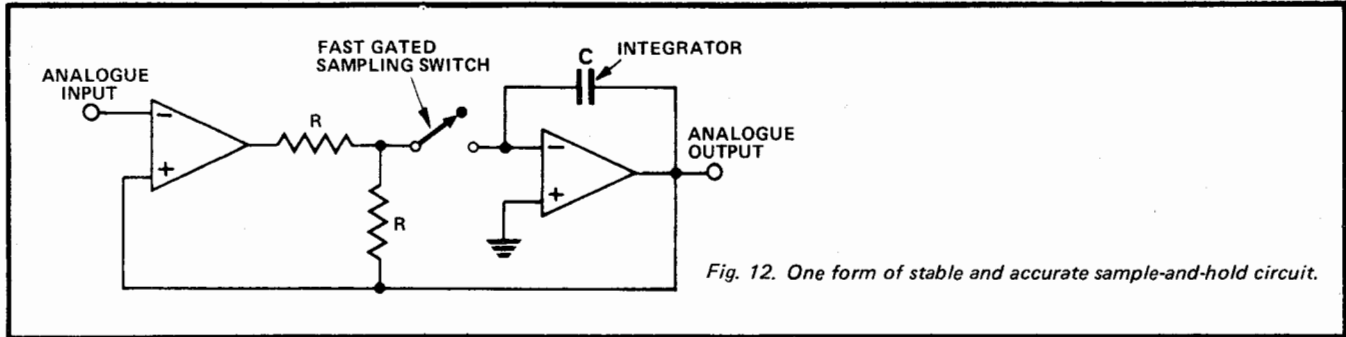 FAST GATED
SAMPLING SWITCH
C
INTEGRATOR
ANALOGUE
INPUT
R
−
+
−
+
R
ANALOGUE
OUTPUT
Fig. 12. One form of stable and accurate sample-and-hold circuit.